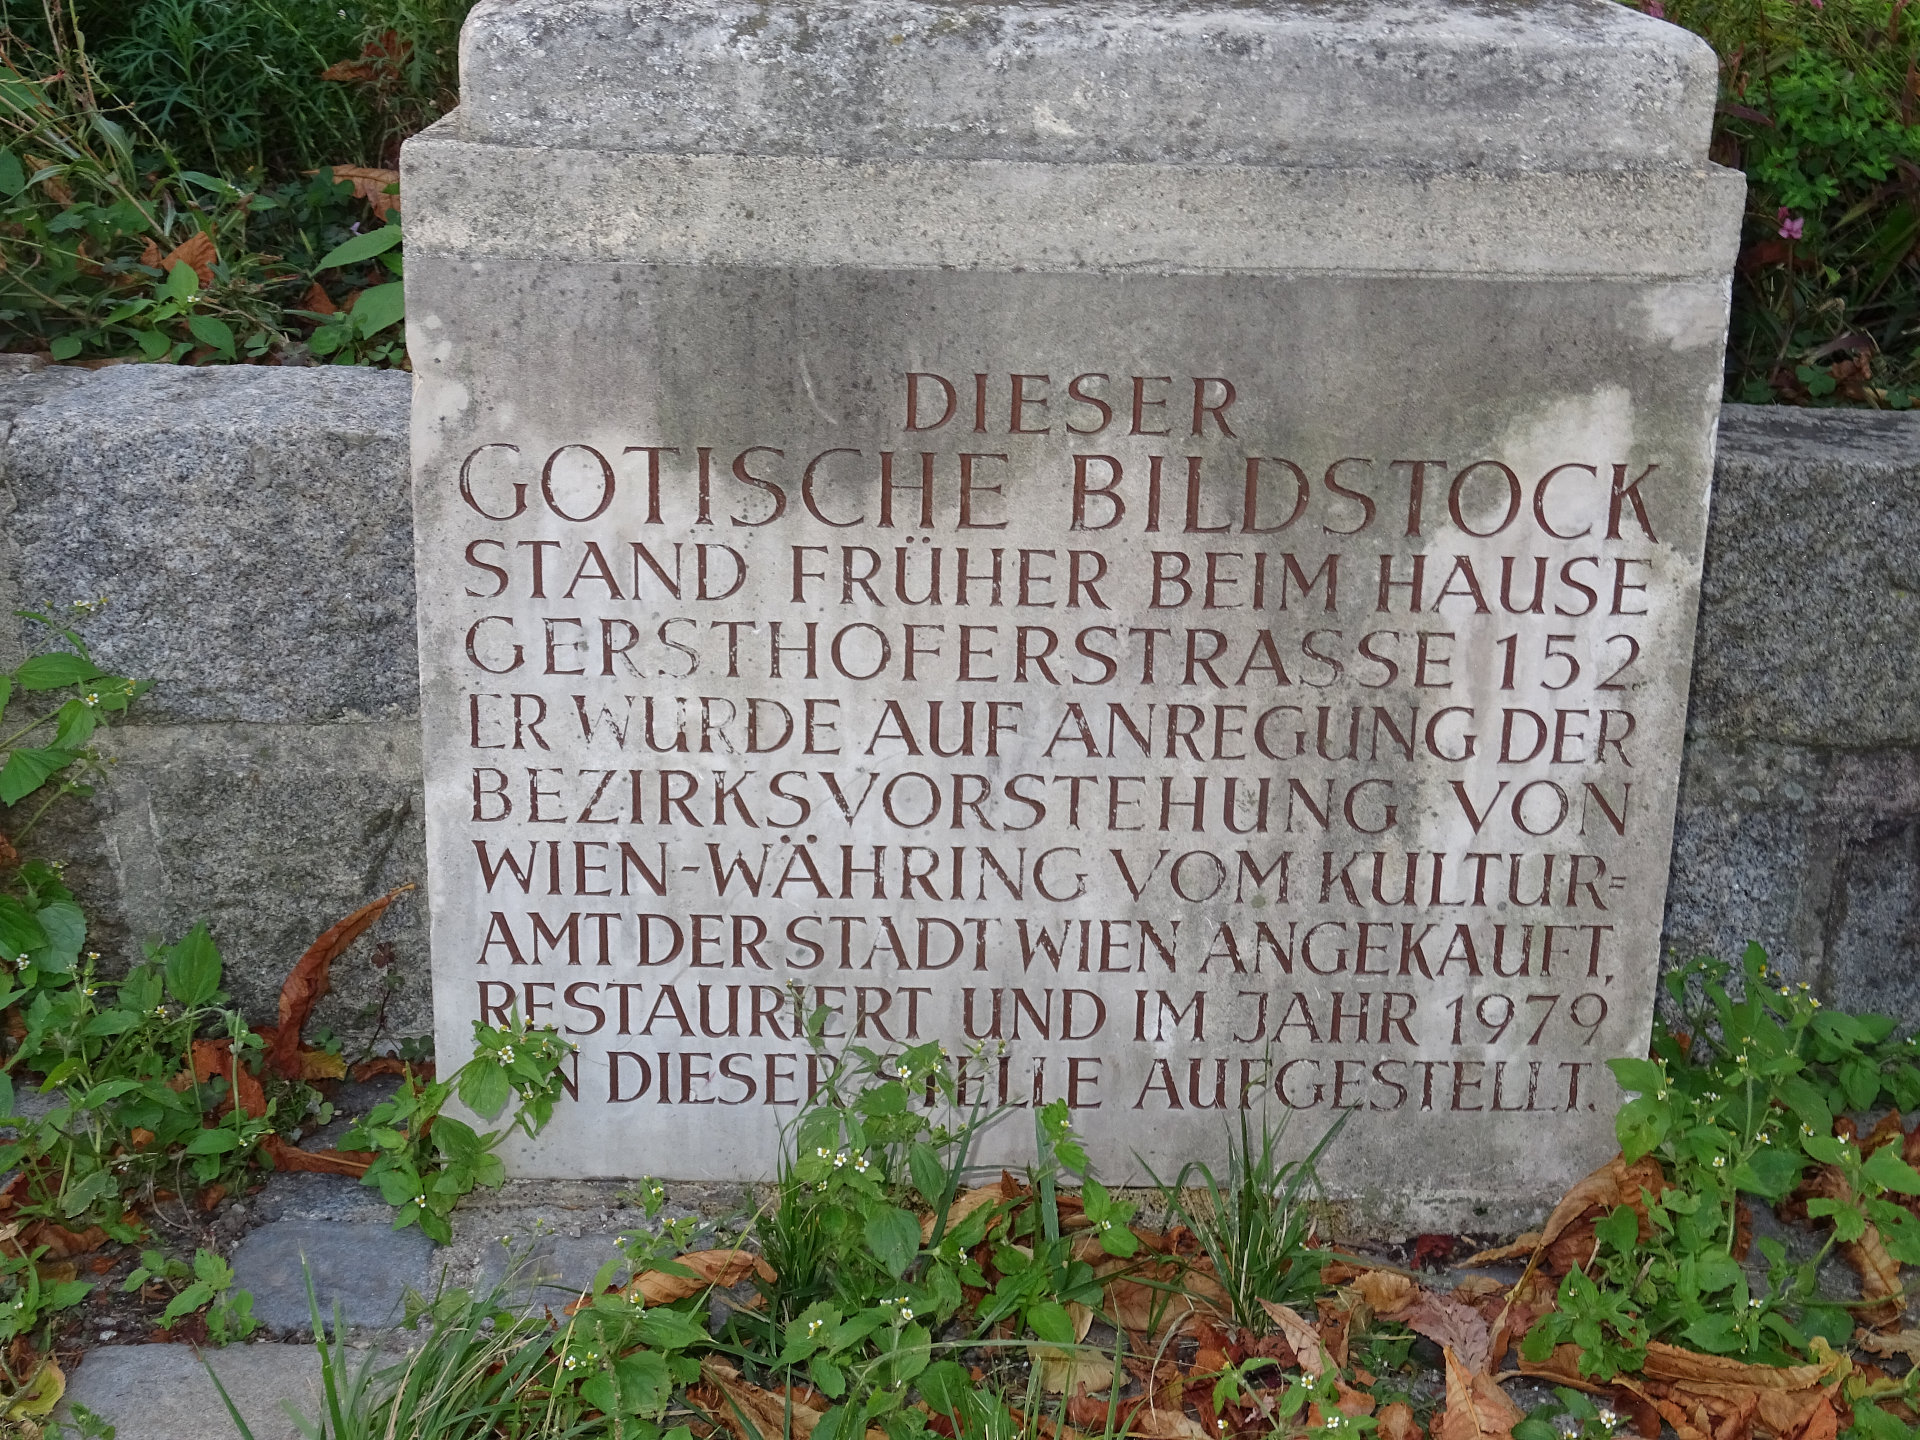 DIESER
GOTISCHE BILDSTOCK
STAND FRÜHER BEIM HAUSE
GERSTHOFERSTRASSE 152.
ER WURDE AUF ANREGUNG DER
BEZIRKSVORSTEHUNG VON
WIEN-WÄHRING VOM KULTUR=
AMT DER STADT WIEN ANGEKAUFT,
RESTAURIERT UND IM JAHR 1979
AN DIESER STELLE AUFGESTELLT.